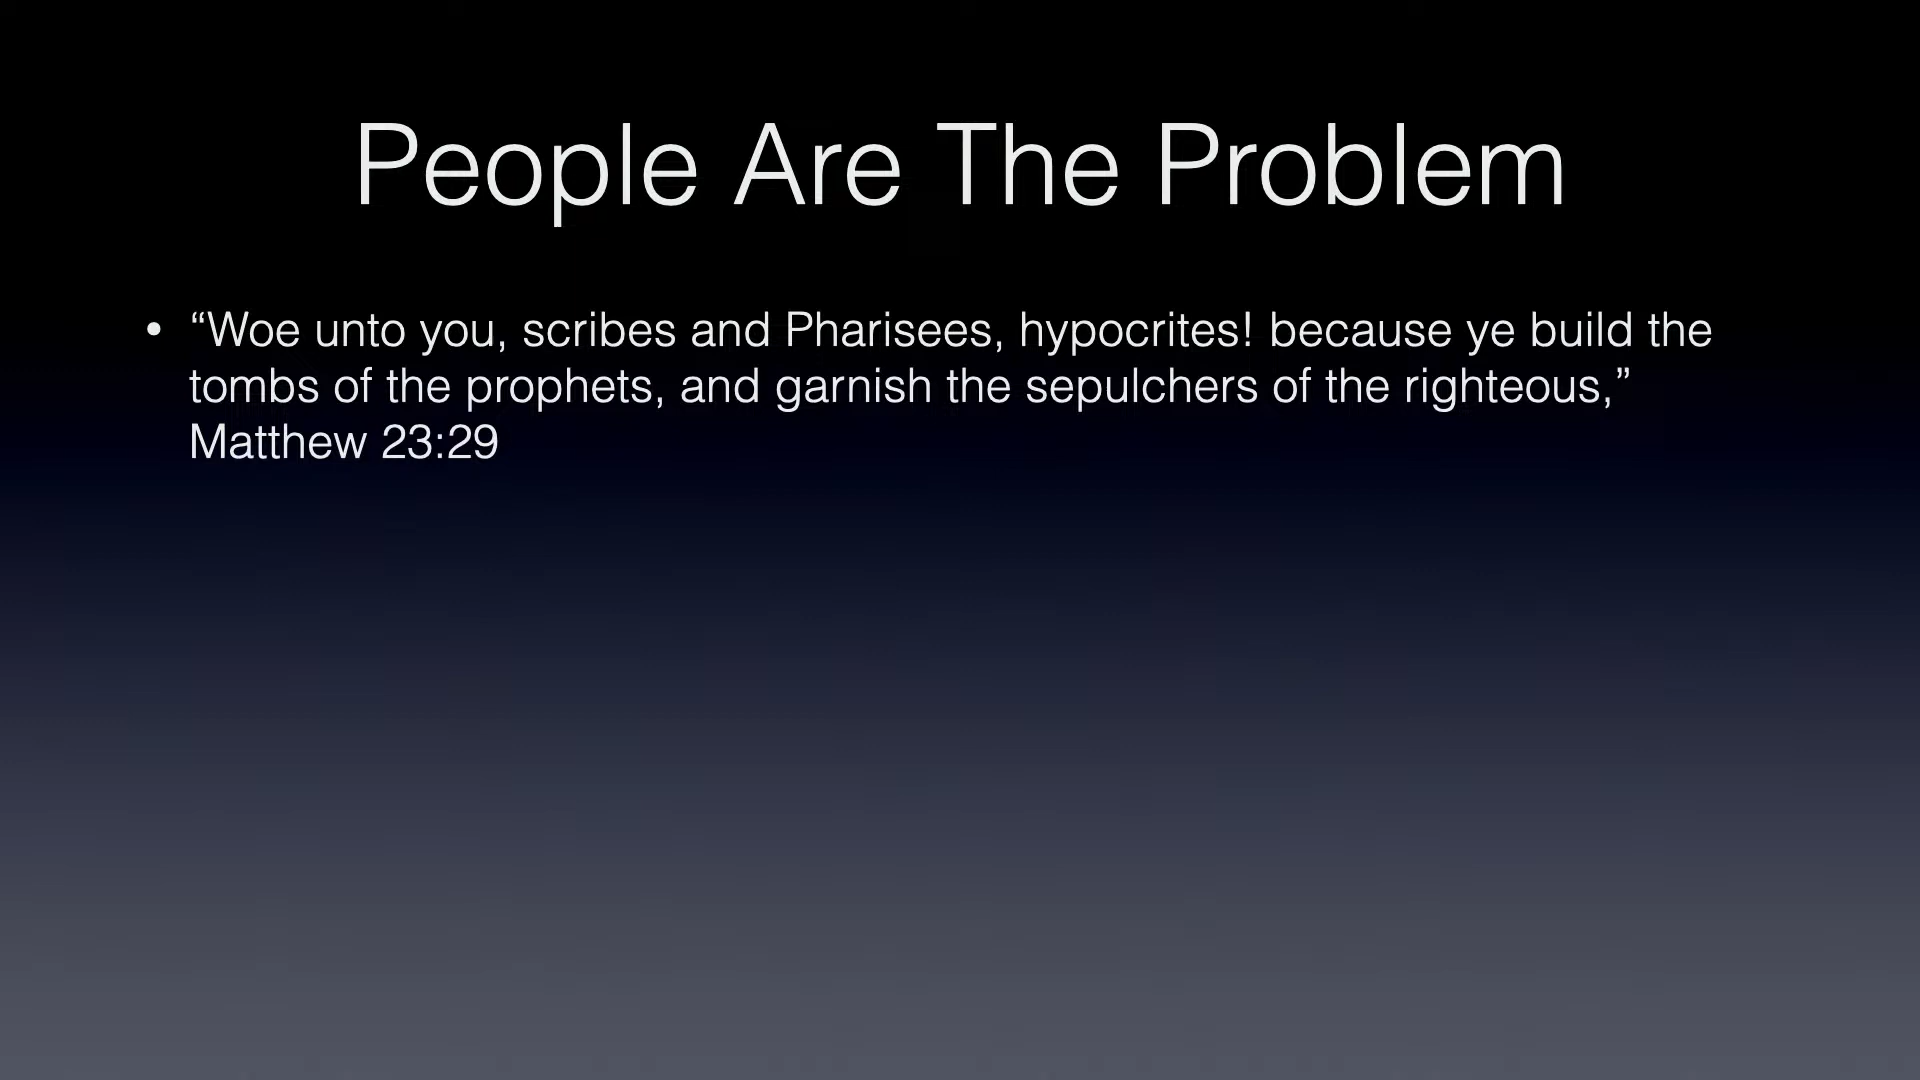 People Are The Problem
• “Woe unto you, scribes and Pharisees, hypocrites! because ye build the
tombs of the prophets, and garnish the sepulchers of the righteous,”
Matthew 23:29